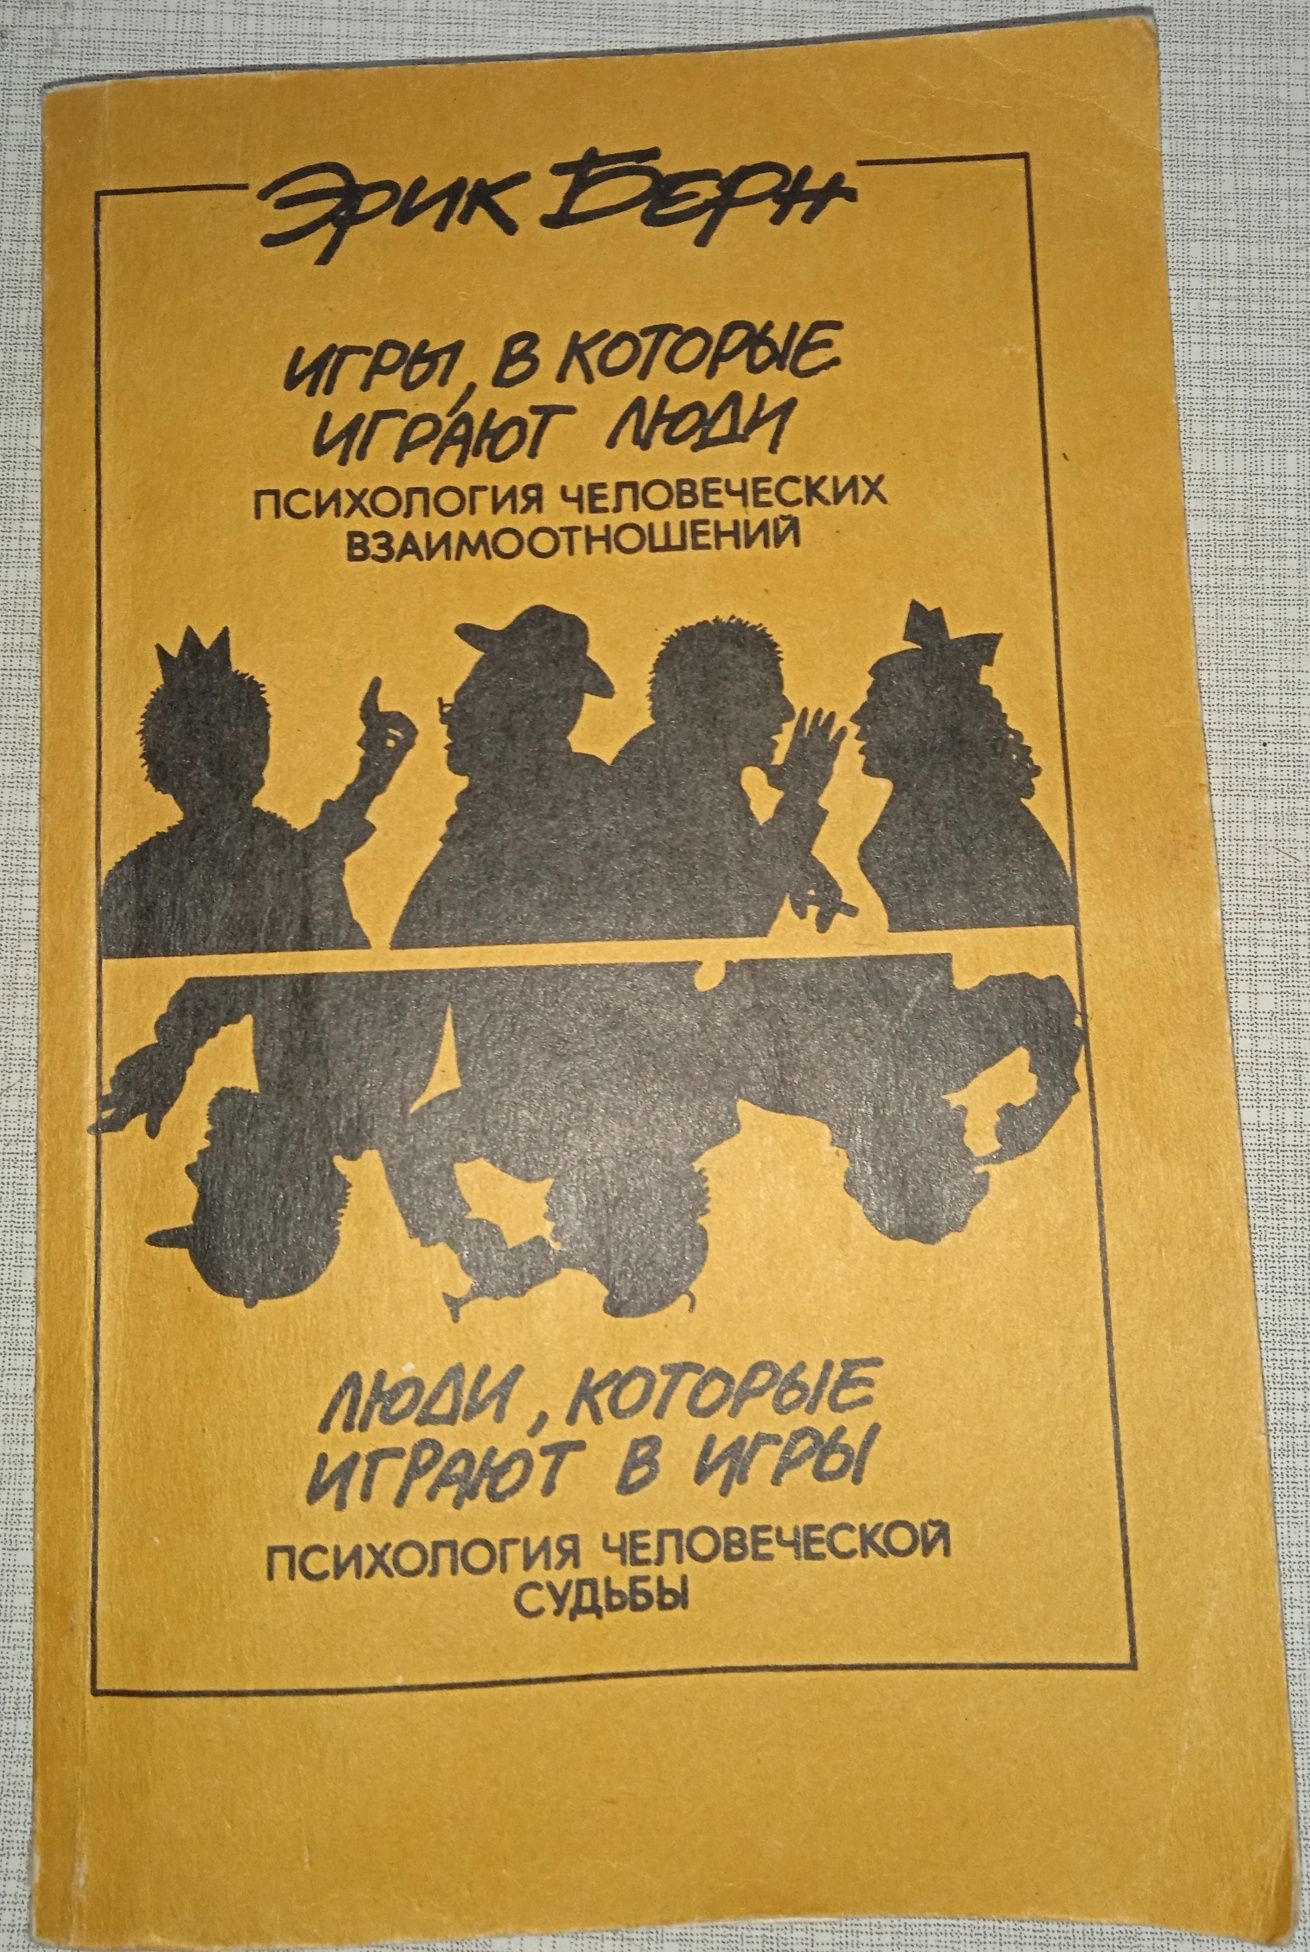 Эрик Берн
ИГРЫ, В КОТОРЫЕ
ИГРАЮТ ЛЮДИ
ПСИХОЛОГИЯ ЧЕЛОВЕЧЕСКИХ
ВЗАИМООТНОШЕНИЙ
ЛЮДИ, КОТОРЫЕ
ИГРАЮТ В ИГРЫ
ПСИХОЛОГИЯ ЧЕЛОВЕЧЕСКОЙ
СУДЬБЫ